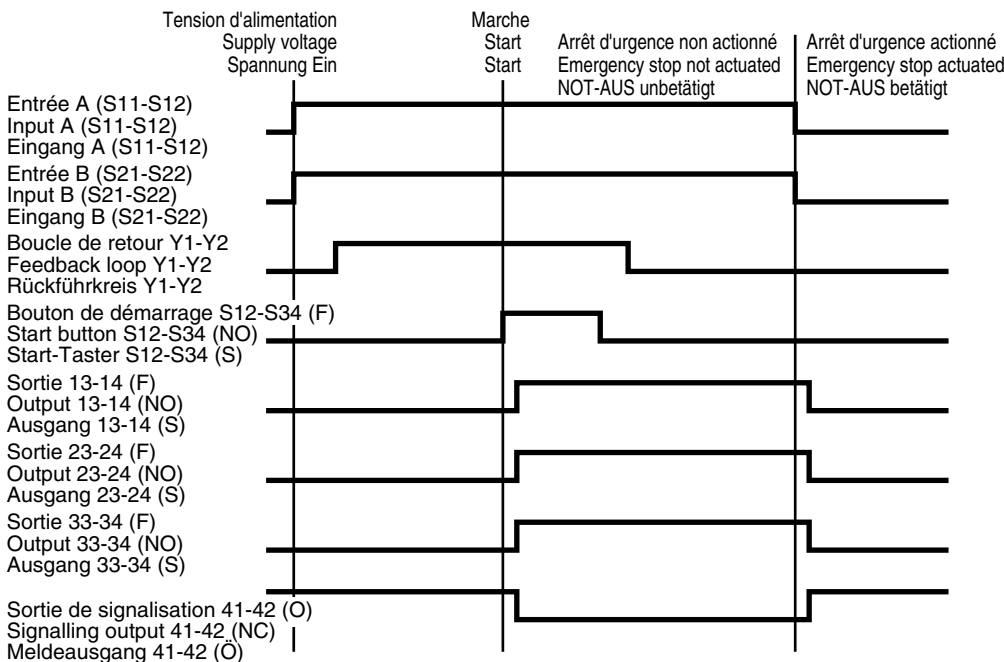 Tension d'alimentation
Supply voltage
Spannung Ein
Marche
Start
Start
Arrêt d'urgence non actionné
Emergency stop not actuated
NOT-AUS unbetätigt
Arrêt d'urgence actionné
Emergency stop actuated
NOT-AUS betätigt
Entrée A (S11-S12)
Input A (S11-S12)
Eingang A (S11-S12)
Entrée B (S21-S22)
Input B (S21-S22)
Eingang B (S21-S22)
Boucle de retour Y1-Y2
Feedback loop Y1-Y2
Rückführkreis Y1-Y2
Bouton de démarrage S12-S34 (F)
Start button S12-S34 (NO)
Start-Taster S12-S34 (S)
Sortie 13-14 (F)
Output 13-14 (NO)
Ausgang 13-14 (S)
Sortie 23-24 (F)
Output 23-24 (NO)
Ausgang 23-24 (S)
Sortie 33-34 (F)
Output 33-34 (NO)
Ausgang 33-34 (S)
Sortie de signalisation 41-42 (O)
Signalling output 41-42 (NC)
Meldeausgang 41-42 (Ö)